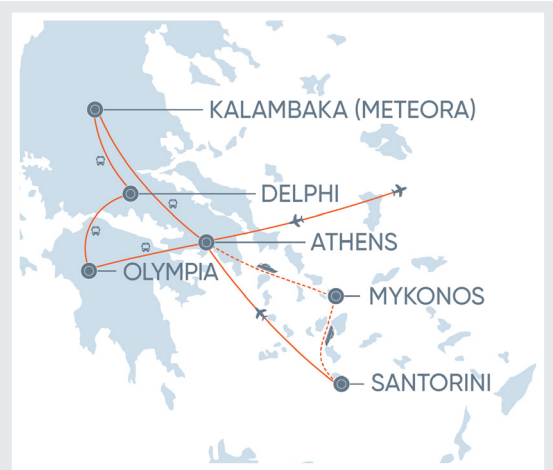 KALAMBAKA (METEORA)
DELPHI
ATHENS
OLYMPIA
MYKONOS
SANTORINI